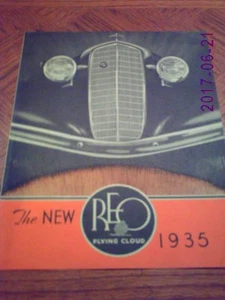 2017-06-21
The NEW
REO
FLYING CLOUD
1935